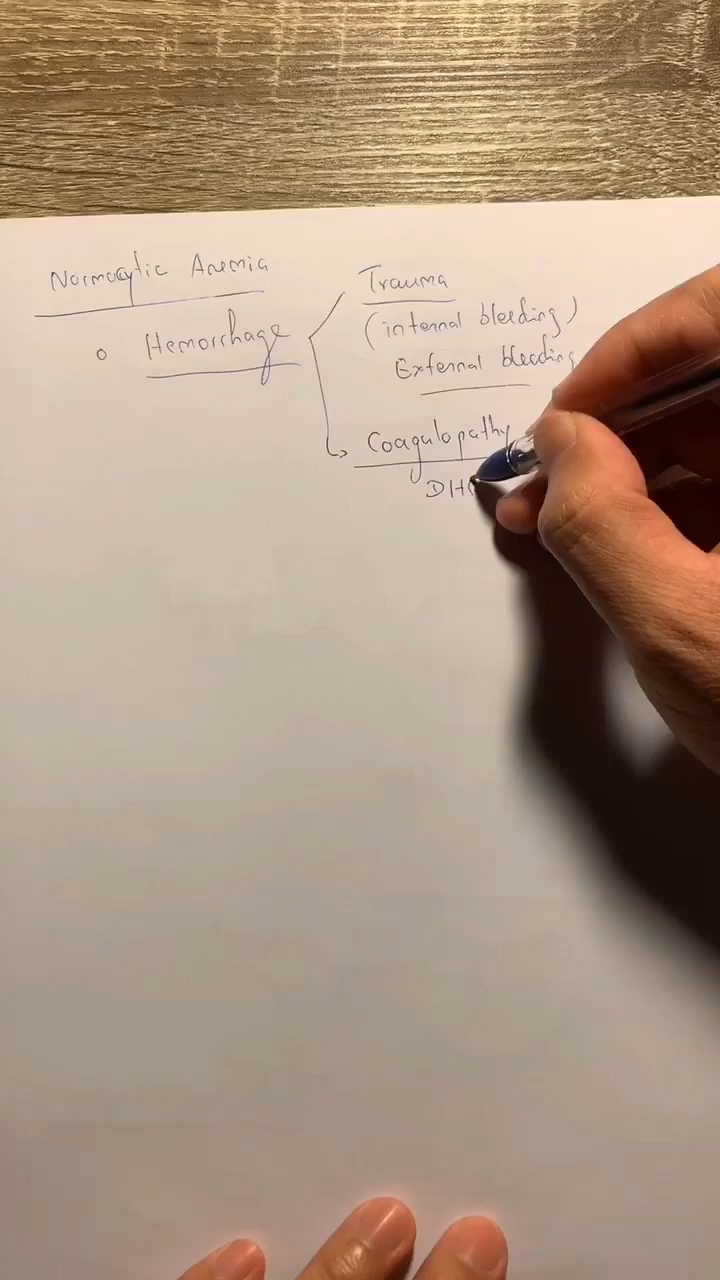 Normocytic Anemia
o Hemorrhage
Trauma
(internal bleeding)
External bleeding
Coagulopathy